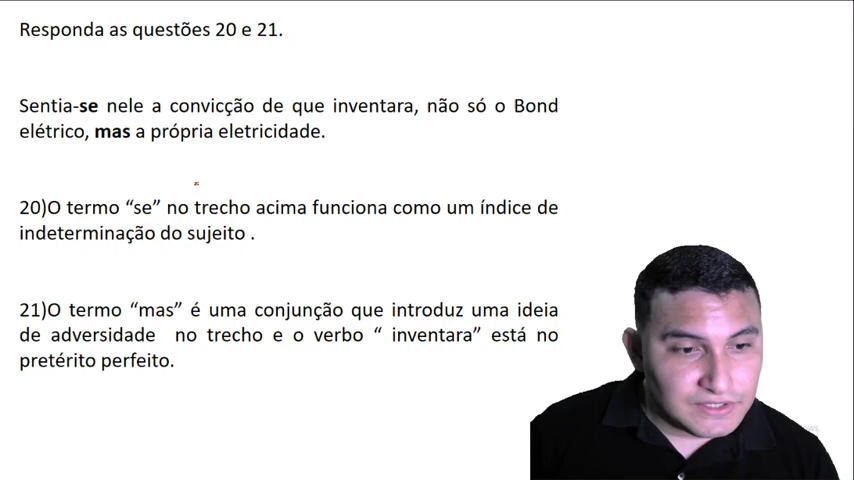 Responda as questões 20 e 21.
Sentia-se nele a convicção de que inventara, não só o Bond
elétrico, mas a própria eletricidade.
20)O termo “se” no trecho acima funciona como um índice de
indeterminação do sujeito .
21)O termo “mas” é uma conjunção que introduz uma ideia
de adversidade no trecho e o verbo “ inventara” está no
pretérito perfeito.